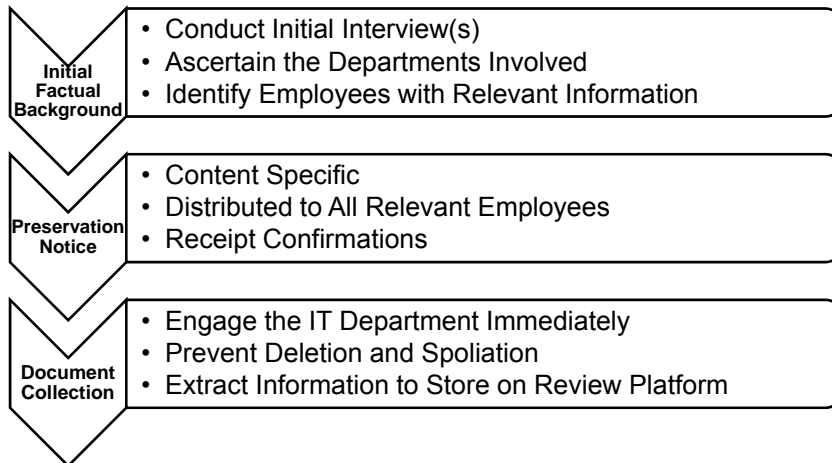 Initial
Factual
Background
• Conduct Initial Interview(s)
• Ascertain the Departments Involved
• Identify Employees with Relevant Information
Preservation
Notice
• Content Specific
• Distributed to All Relevant Employees
• Receipt Confirmations
Document
Collection
• Engage the IT Department Immediately
• Prevent Deletion and Spoliation
• Extract Information to Store on Review Platform